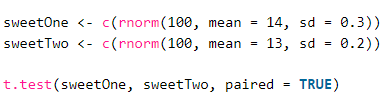 sweetOne <- c(rnorm(100, mean = 14, sd = 0.3))
sweetTwo <- c(rnorm(100, mean = 13, sd = 0.2))
t.test(sweetOne, sweetTwo, paired = TRUE)